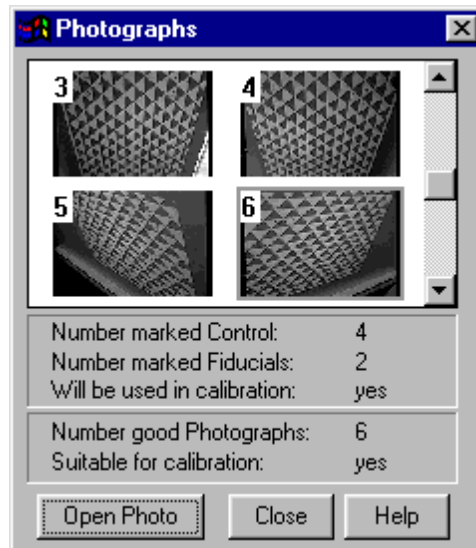 Photographs
3
4
5
6
Number marked Control: 4
Number marked Fiducials: 2
Will be used in calibration: yes
Number good Photographs: 6
Suitable for calibration: yes
Open Photo Close Help